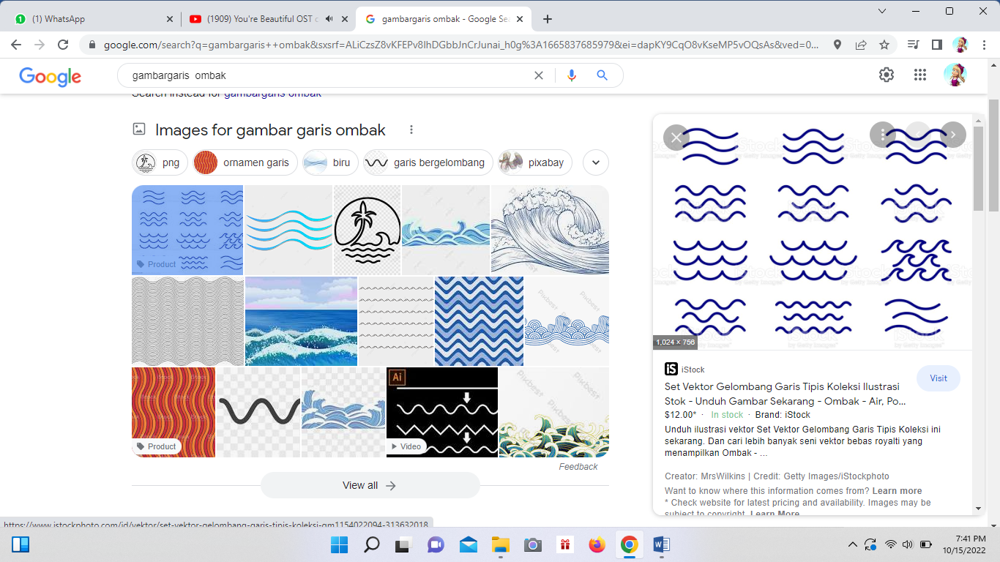 (1) WhatsApp
(1909) You're Beautiful OST
gambargaris ombak - Google Sea
google.com/search?q=gambargaris++ombak&sxsrf=ALiCzsZ8vKFEPv8IhDGbbJnCrJunai_h0g%3A1665837685979&ei=dapKY9CqO8vKseMP5vOQsAs&ved=0...
Google
gambargaris ombak
Search instead for gambargaris ombak
Images for gambar garis ombak
png
ornamen garis
biru
garis bergelombang
pixabay
Product
Product
Ai
Video
Feedback
View all
1,024 × 756
iS iStock
Visit
Set Vektor Gelombang Garis Tipis Koleksi Ilustrasi
Stok - Unduh Gambar Sekarang - Ombak - Air, Po...
$12.00* · In stock · Brand: iStock
Unduh ilustrasi vektor Set Vektor Gelombang Garis Tipis Koleksi ini
sekarang. Dan cari lebih banyak seni vektor bebas royalti yang
menampilkan Ombak - ...
Creator: MrsWilkins | Credit: Getty Images/iStockphoto
Want to know where this information comes from? Learn more
* Check website for latest pricing and availability. Images may be
subject to copyright. Learn More
https://www.istockphoto.com/id/vektor/set-vektor-gelombang-garis-tipis-koleksi-gm1154022094-313632018
7:41 PM
10/15/2022